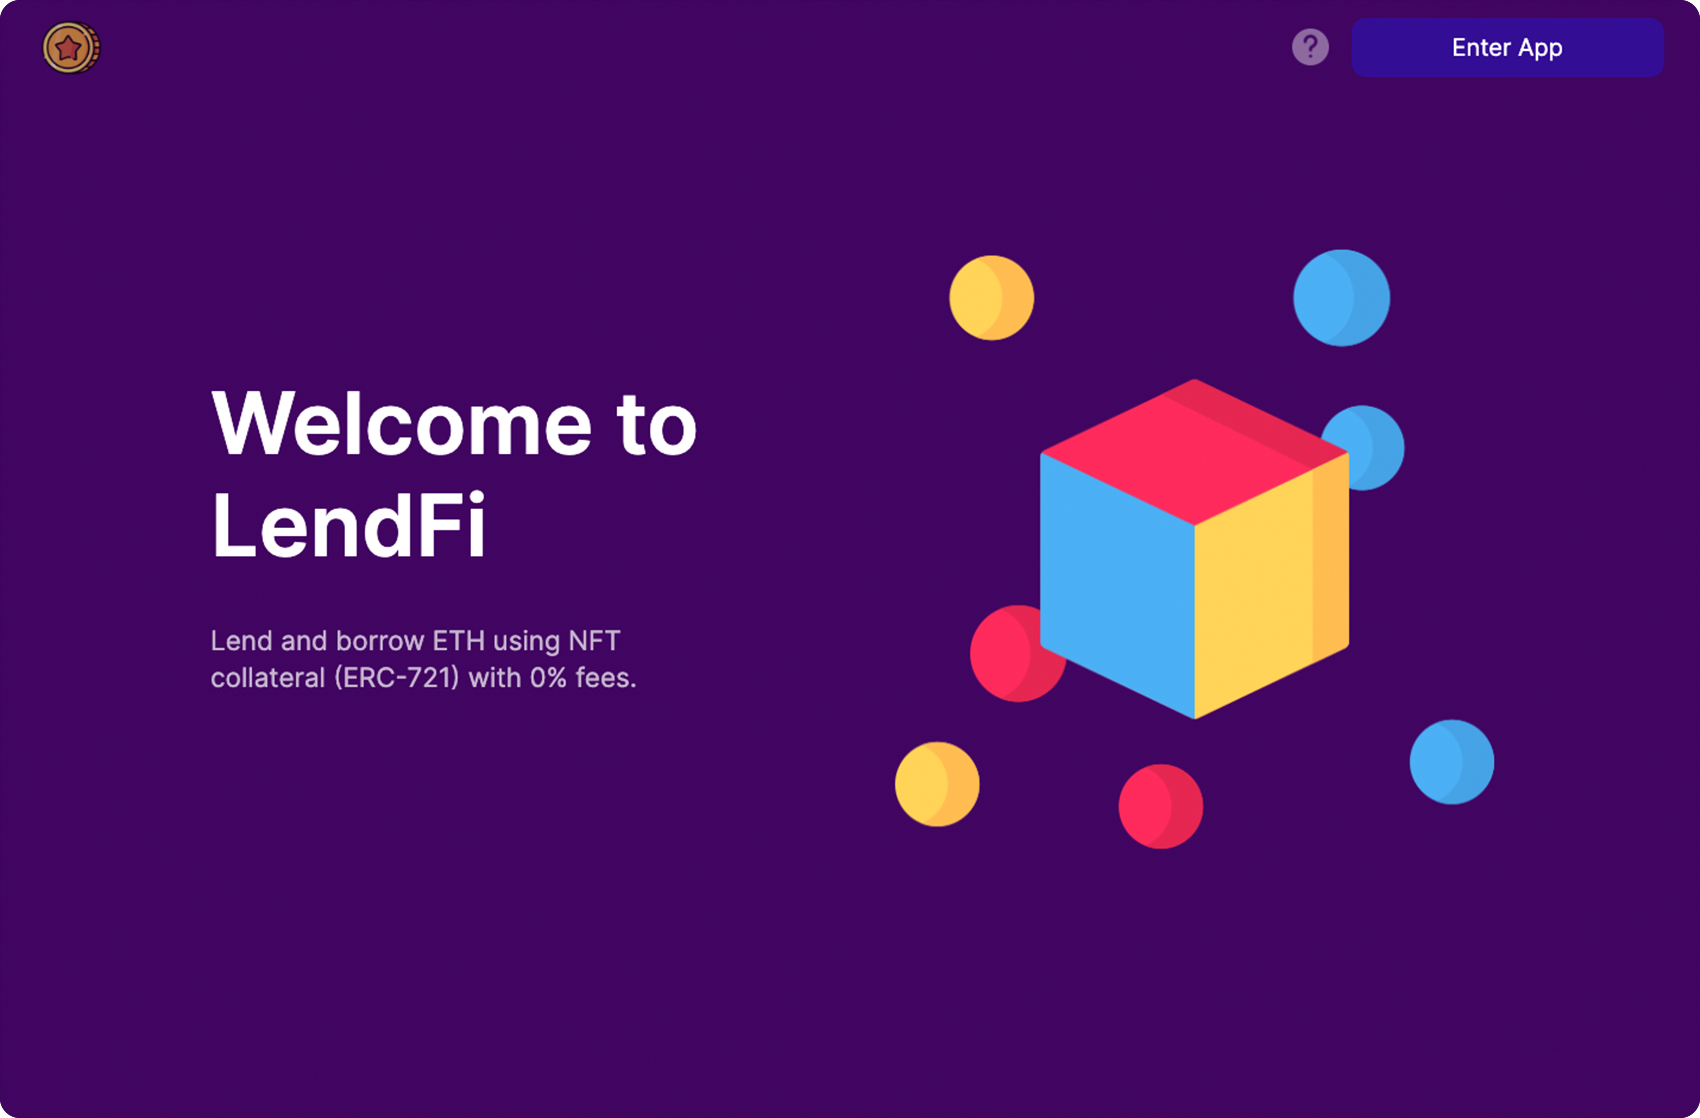 ?
Enter App
Welcome to
LendFi
Lend and borrow ETH using NFT
collateral (ERC-721) with 0% fees.